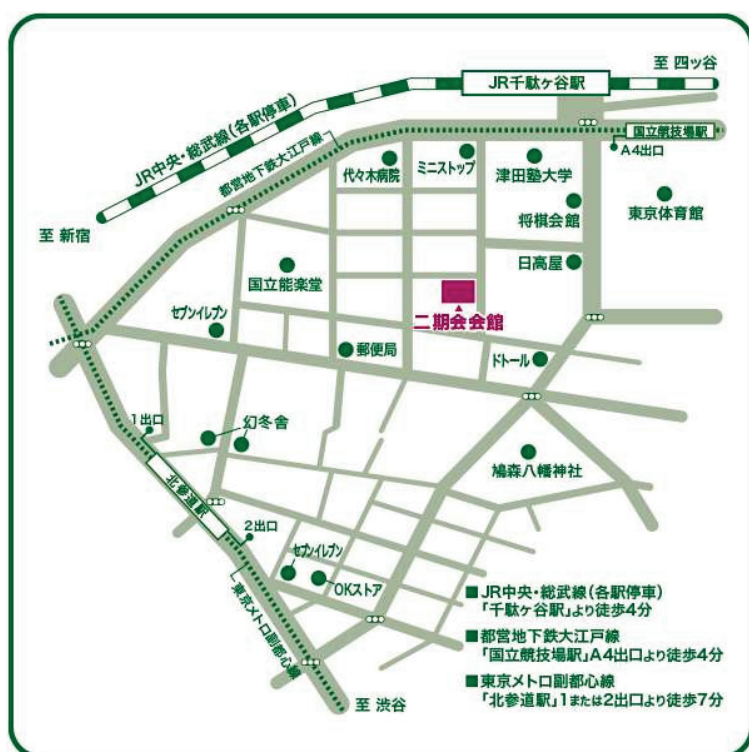 至 四ッ谷
JR千駄ヶ谷駅
JR中央・総武線(各駅停車)
都営地下鉄大江戸線
国立競技場駅
A4出口
代々木病院
ミニストップ
津田塾大学
将棋会館
東京体育館
至 新宿
国立能楽堂
日高屋
セブンイレブン
二期会会館
郵便局
ドトール
1出口
幻冬舎
鳩森八幡神社
北参道駅
2出口
セブンイレブン
OKストア
東京メトロ副都心線
至 渋谷
■JR中央・総武線(各駅停車)
「千駄ヶ谷駅」より徒歩4分
■都営地下鉄大江戸線
「国立競技場駅」A4出口より徒歩4分
■東京メトロ副都心線
「北参道駅」1または2出口より徒歩7分